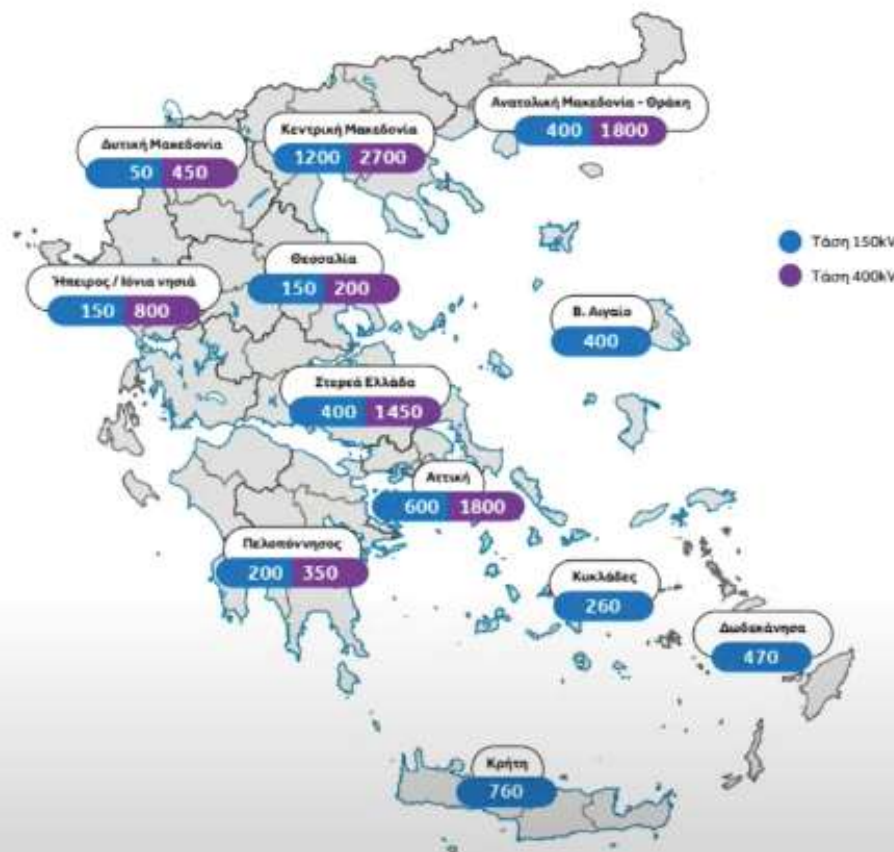 Ανατολική Μακεδονία - Θράκη
400 1800
Κεντρική Μακεδονία
1200 2700
Δυτική Μακεδονία
50 450
Τάση 150kV
Τάση 400kV
Θεσσαλία
150 200
Ήπειρος / Ιόνια νησιά
150 800
Β. Αιγαίο
400
Στερεά Ελλάδα
400 1450
Αττική
600 1800
Πελοπόννησος
200 350
Κυκλάδες
260
Δωδεκάνησα
470
Κρήτη
760